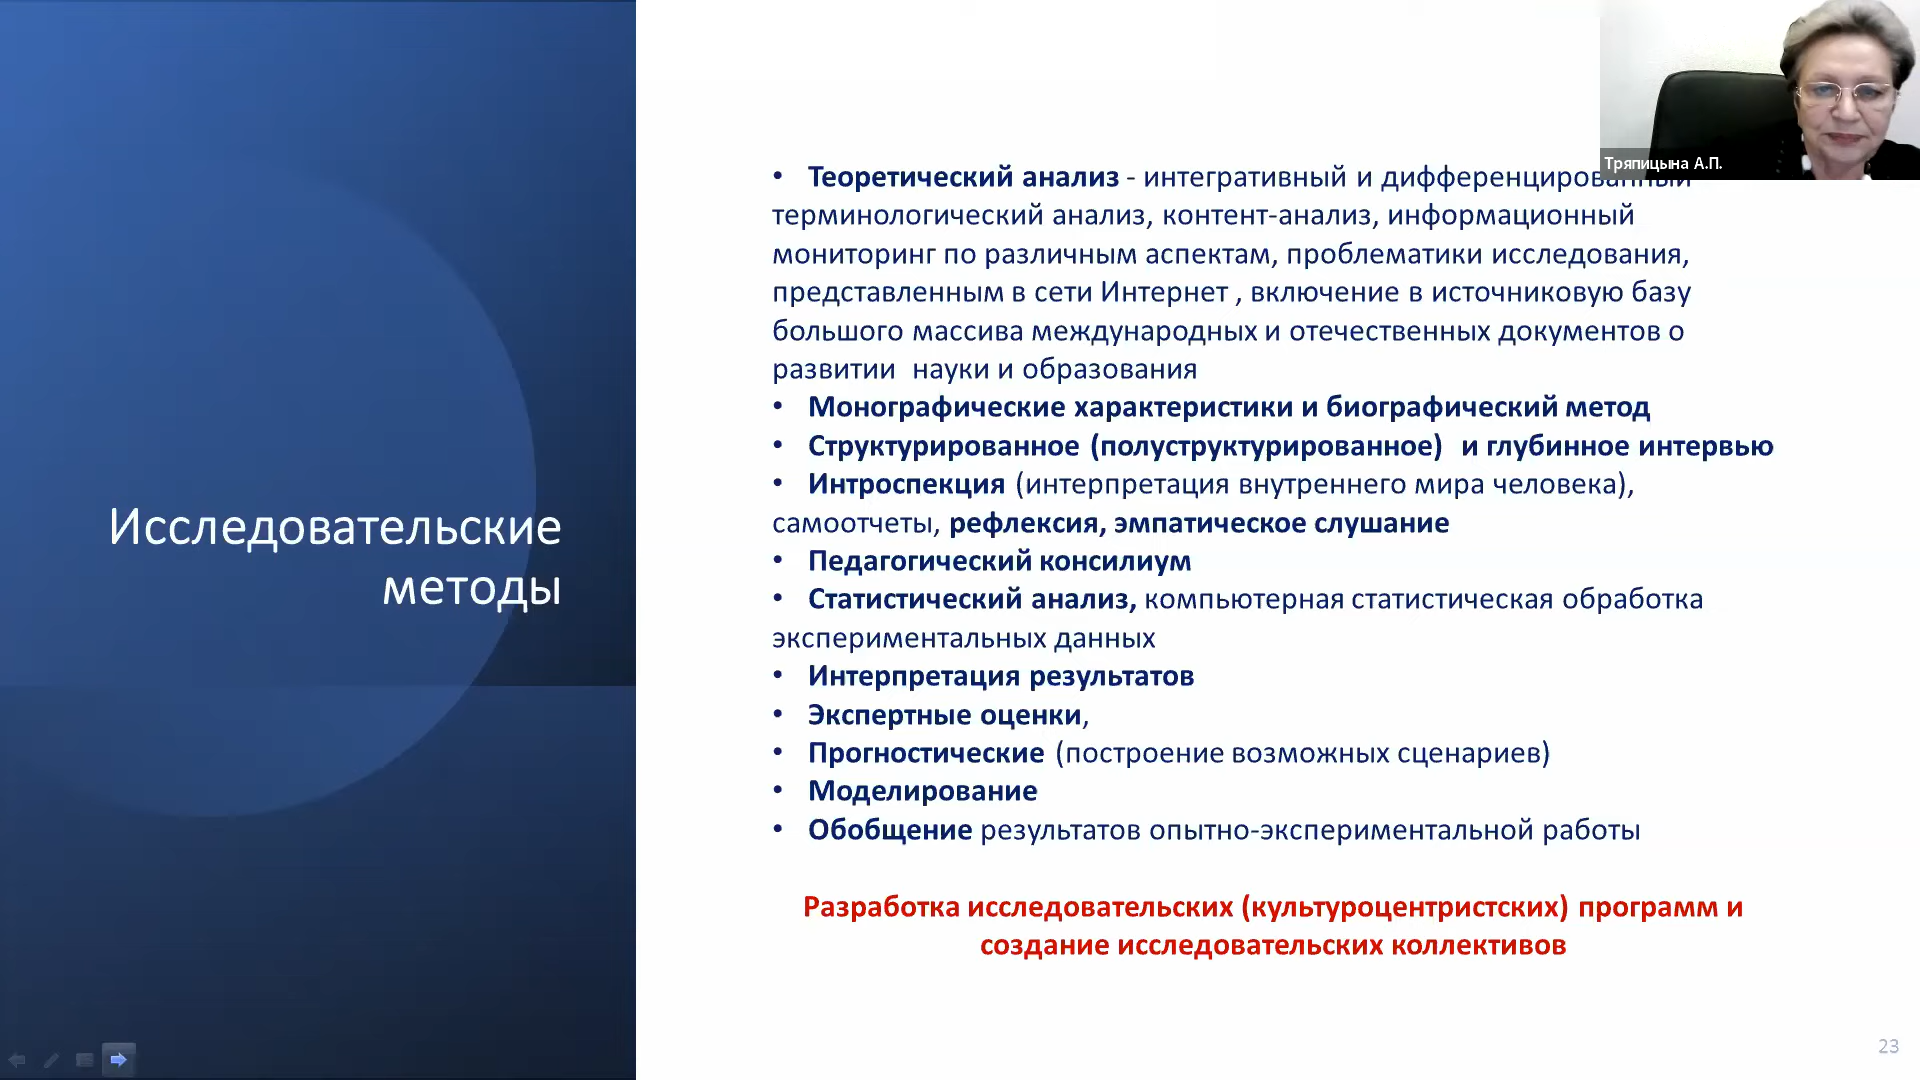 Исследовательские
методы
• Теоретический анализ - интегративный и дифференцированный
терминологический анализ, контент-анализ, информационный
мониторинг по различным аспектам, проблематики исследования,
представленным в сети Интернет , включение в источниковую базу
большого массива международных и отечественных документов о
развитии  науки и образования
• Монографические характеристики и биографический метод
• Структурированное (полуструктурированное)  и глубинное интервью
• Интроспекция (интерпретация внутреннего мира человека),
самоотчеты, рефлексия, эмпатическое слушание
• Педагогический консилиум
• Статистический анализ, компьютерная статистическая обработка
экспериментальных данных
• Интерпретация результатов
• Экспертные оценки,
• Прогностические (построение возможных сценариев)
• Моделирование
• Обобщение результатов опытно-экспериментальной работы
Разработка исследовательских (культуроцентристских) программ и
создание исследовательских коллективов
Тряпицына А.П.
23